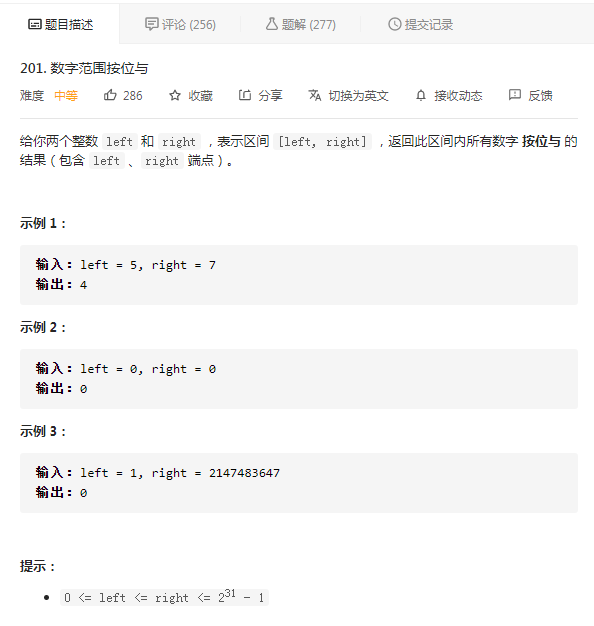 题目描述 评论 (256) 题解 (277) 提交记录
201. 数字范围按位与
难度 中等 286 收藏 分享 切换为英文 接收动态 反馈
给你两个整数 left 和 right ，表示区间 [left, right] ，返回此区间内所有数字 按位与 的
结果（包含 left 、right 端点）。
示例 1：
输入：left = 5, right = 7
输出：4
示例 2：
输入：left = 0, right = 0
输出：0
示例 3：
输入：left = 1, right = 2147483647
输出：0
提示：
• 0 <= left <= right <= 2³¹ - 1